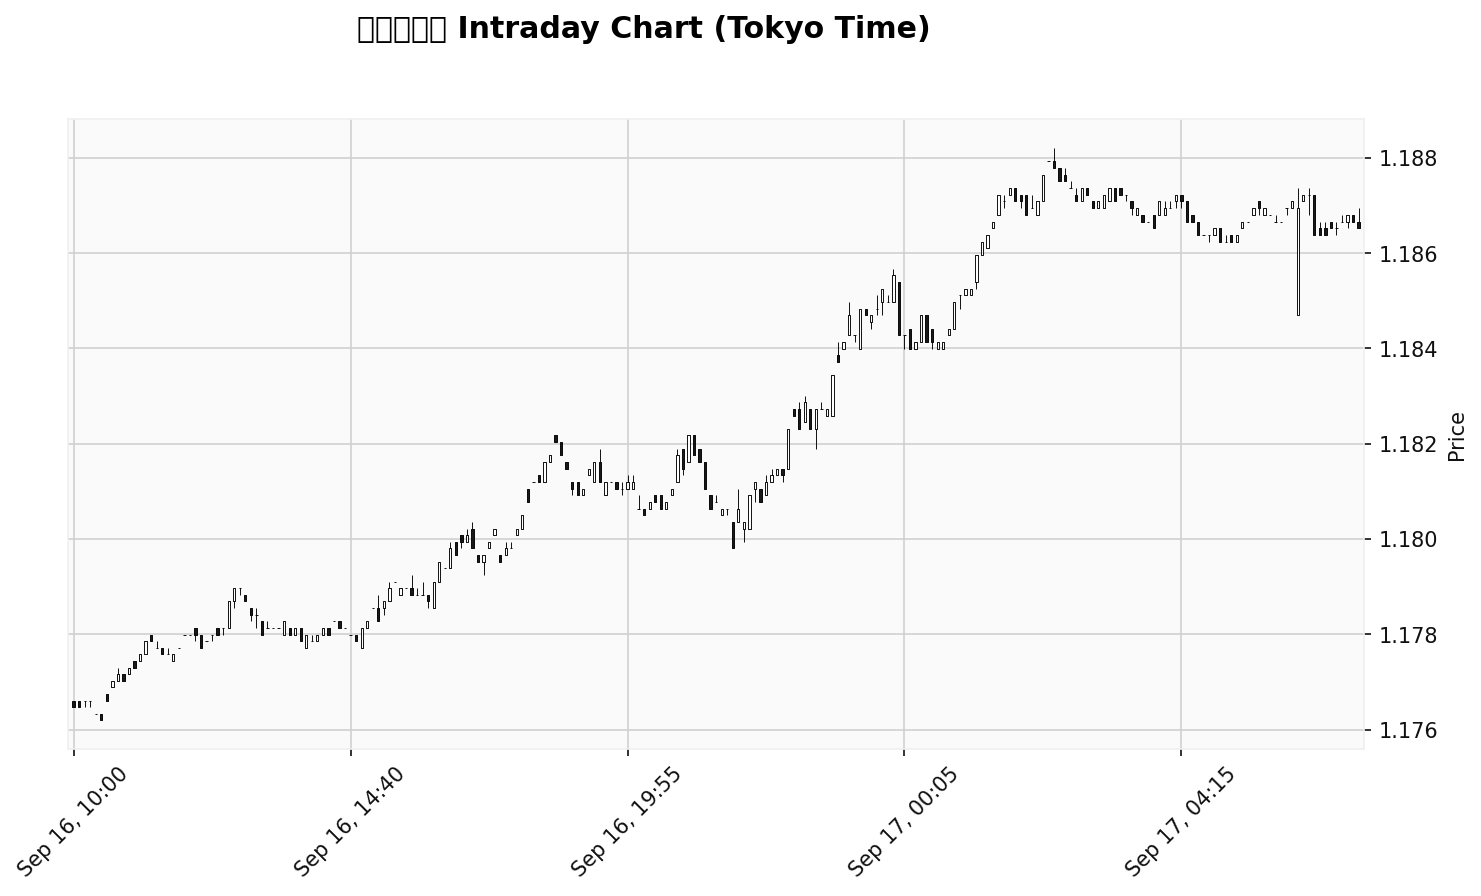 Intraday Chart (Tokyo Time)
1.188
1.186
1.184
1.182
1.180
1.178
1.176
Price
Sep 16, 10:00
Sep 16, 14:40
Sep 16, 19:55
Sep 17, 00:05
Sep 17, 04:15